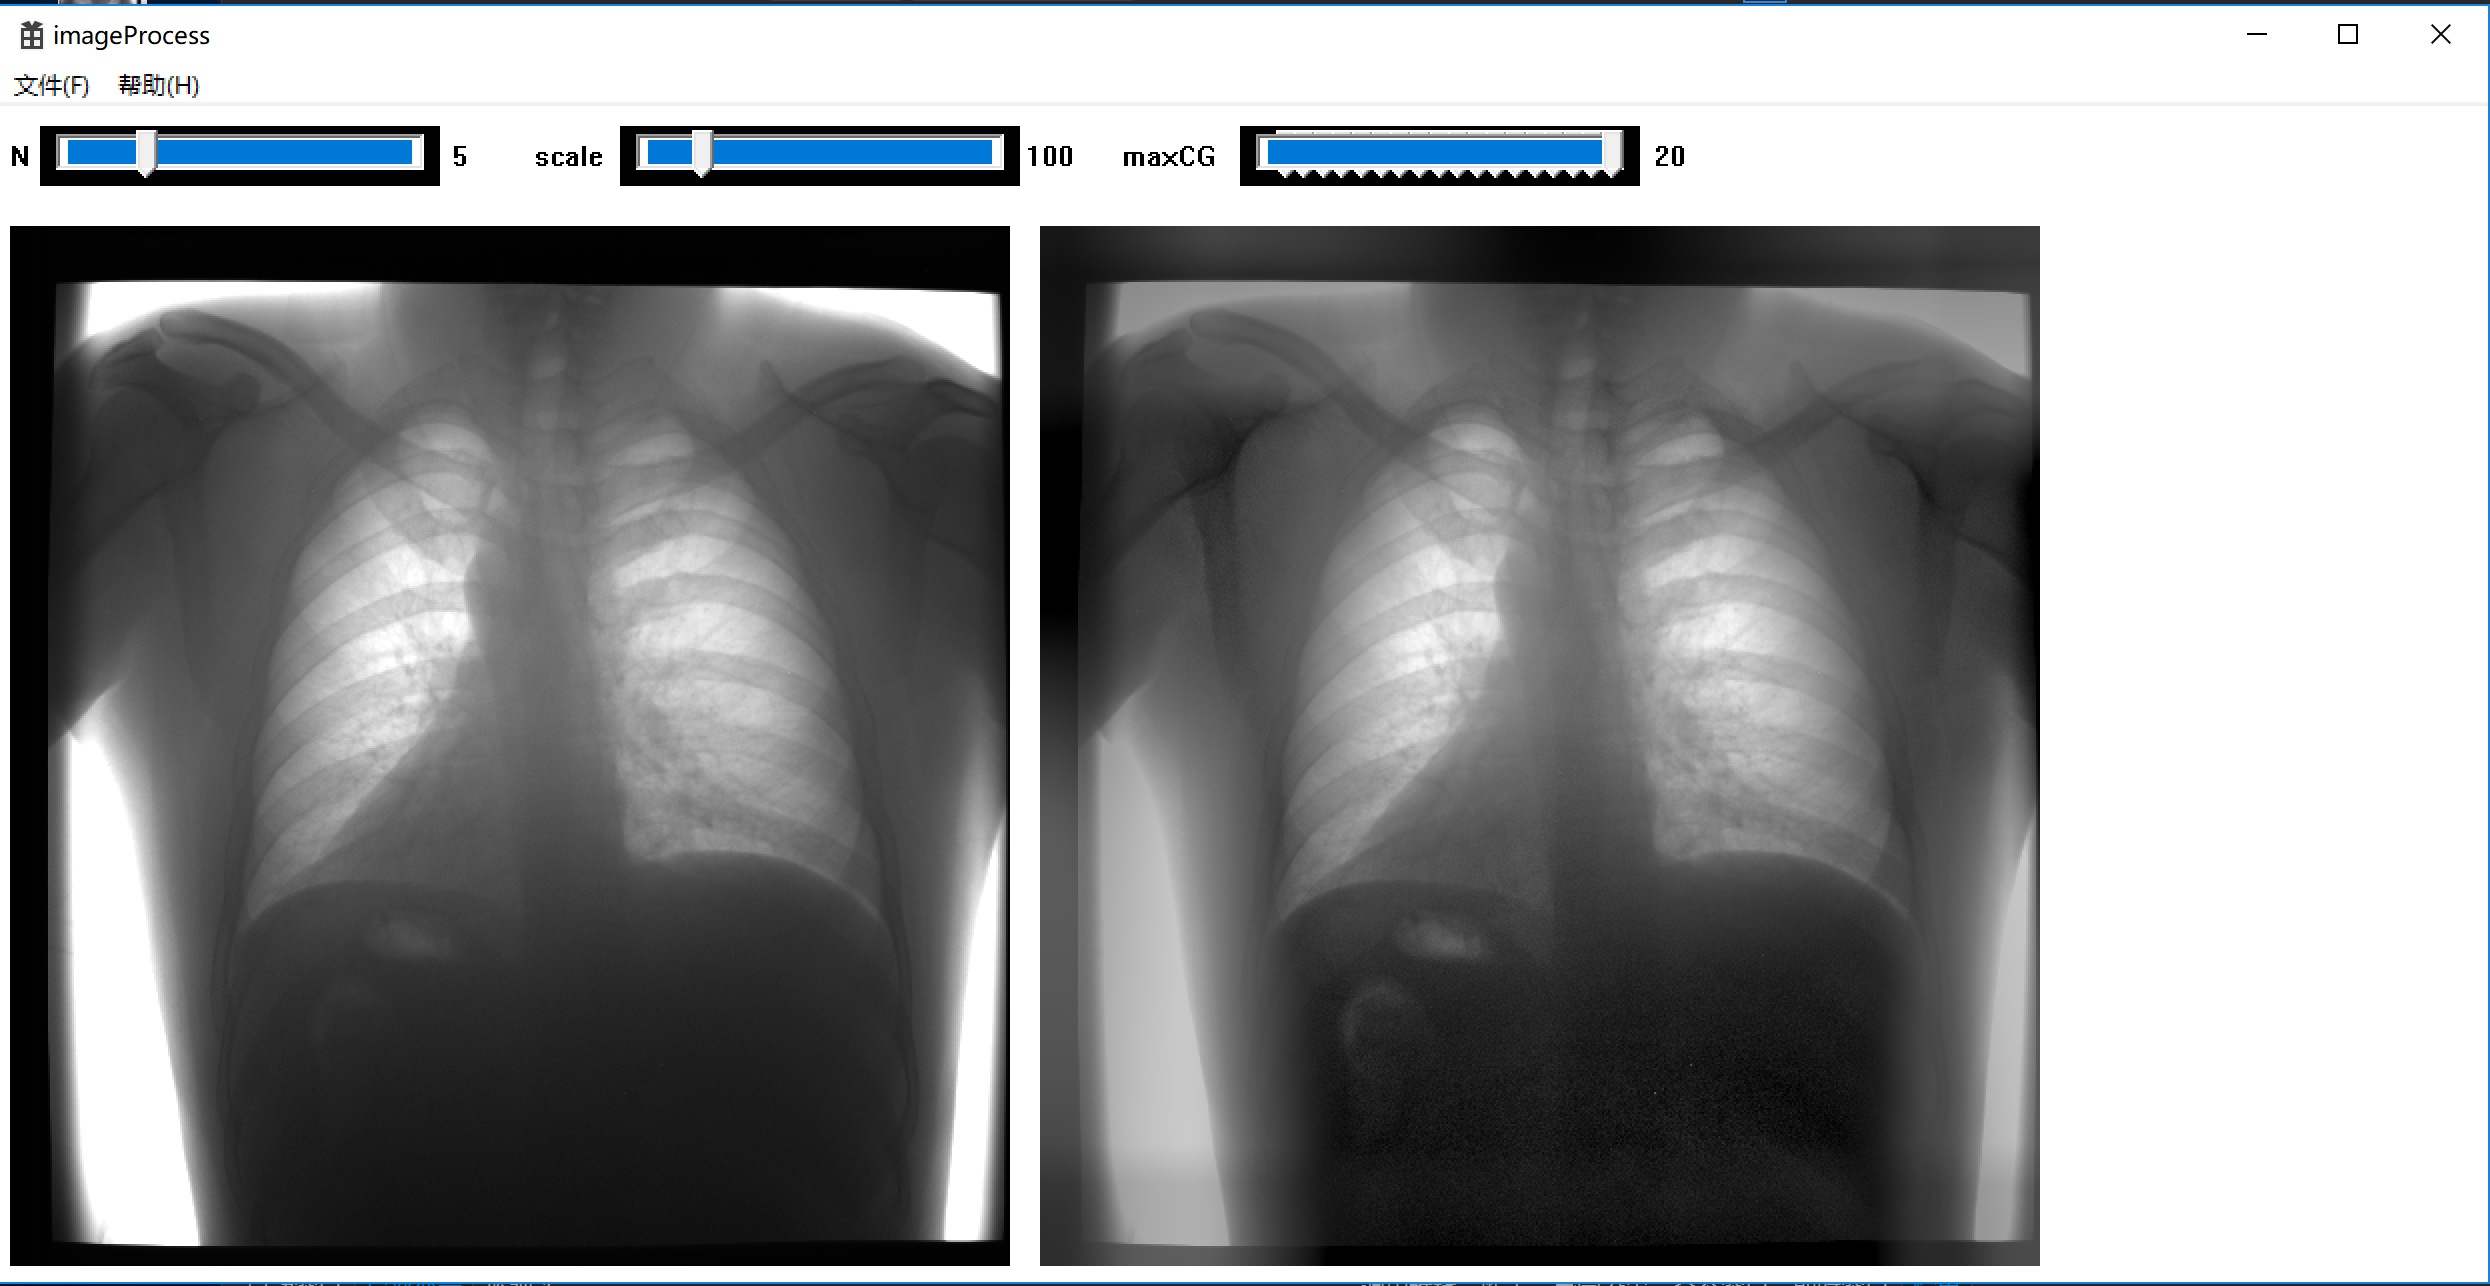 imageProcess
文件(F) 帮助(H)
N 5 scale 100 maxCG 20